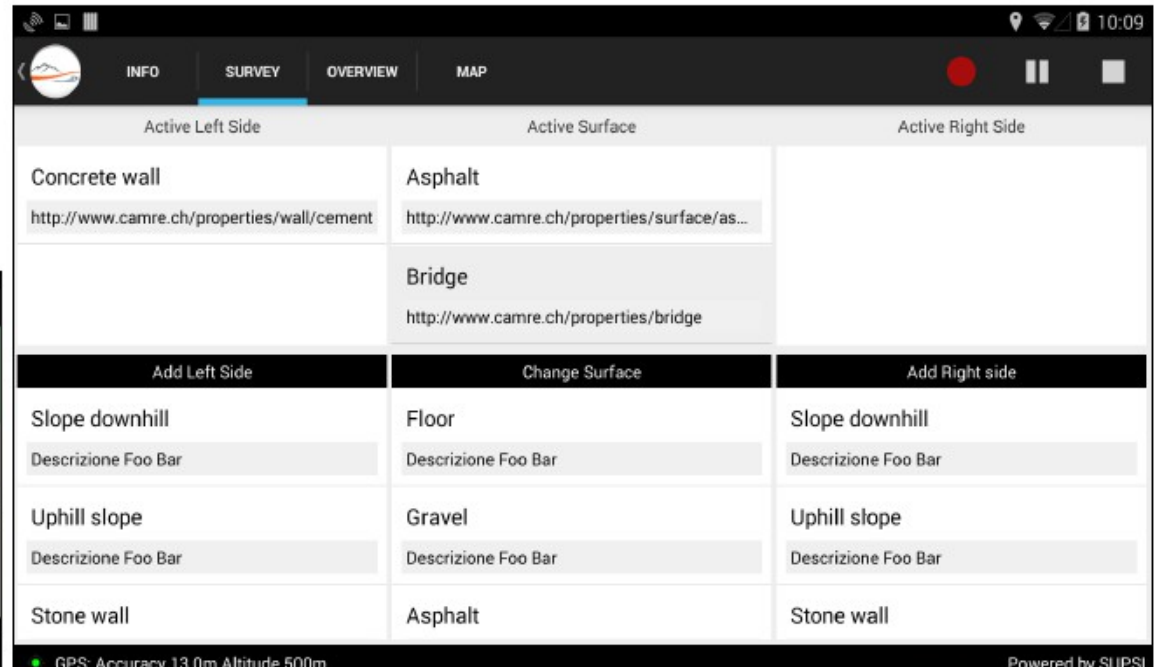 10:09
INFO SURVEY OVERVIEW MAP
Active Left Side Active Surface Active Right Side
Concrete wall
http://www.camre.ch/properties/wall/cement
Asphalt
http://www.camre.ch/properties/surface/as...
Bridge
http://www.camre.ch/properties/bridge
Add Left Side Change Surface Add Right side
Slope downhill
Descrizione Foo Bar
Uphill slope
Descrizione Foo Bar
Stone wall
Floor
Descrizione Foo Bar
Gravel
Descrizione Foo Bar
Asphalt
Slope downhill
Descrizione Foo Bar
Uphill slope
Descrizione Foo Bar
Stone wall
GPS: Accuracy 13.0m Altitude 500m Powered by SUPSI